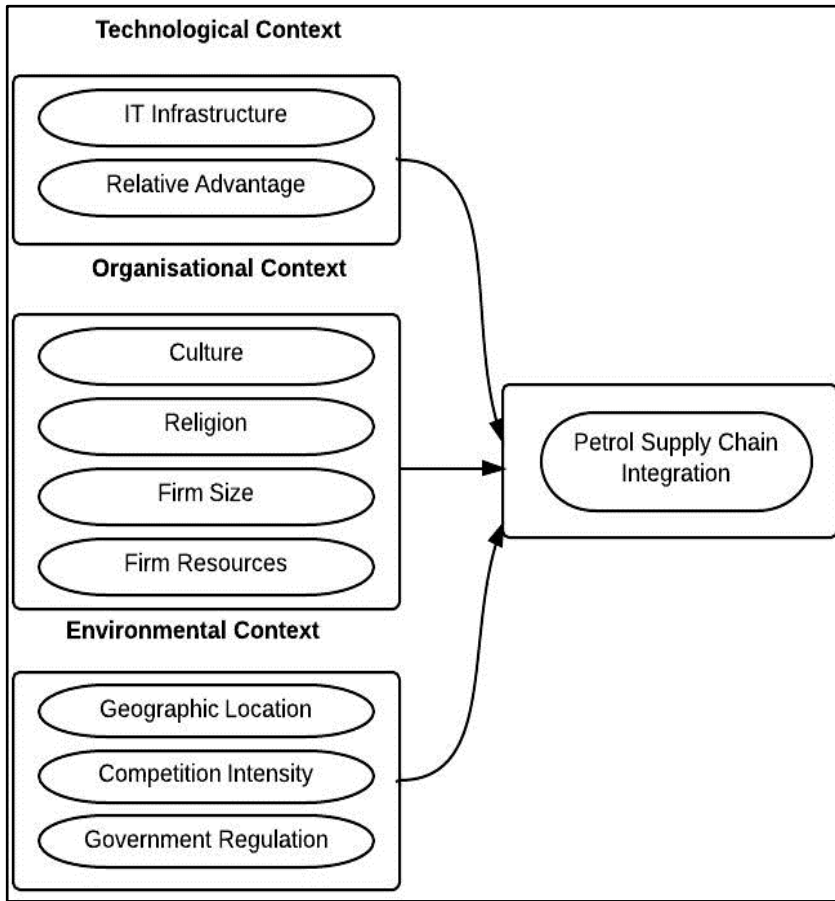 Technological Context
IT Infrastructure
Relative Advantage
Organisational Context
Culture
Religion
Firm Size
Firm Resources
Environmental Context
Geographic Location
Competition Intensity
Government Regulation
Petrol Supply Chain
Integration